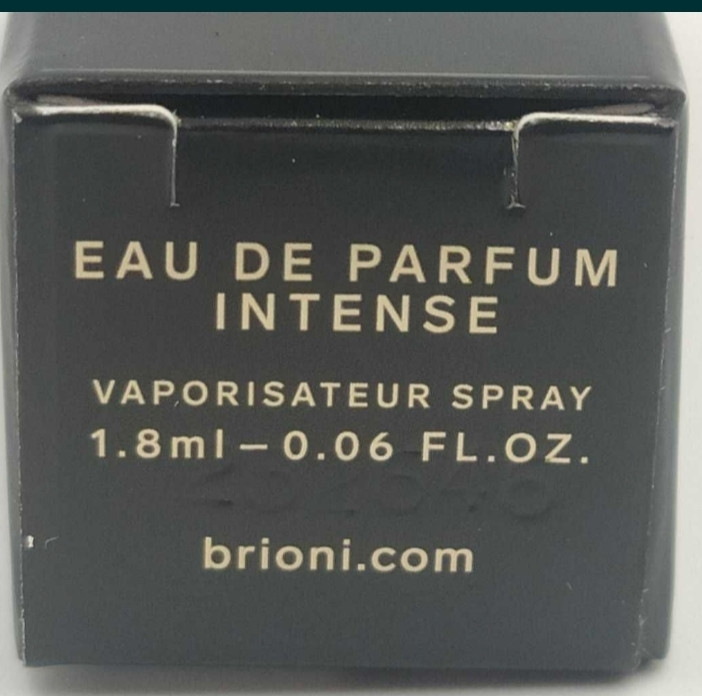 EAU DE PARFUM
INTENSE
VAPORISATEUR SPRAY
1.8ml – 0.06 FL.OZ.
brioni.com